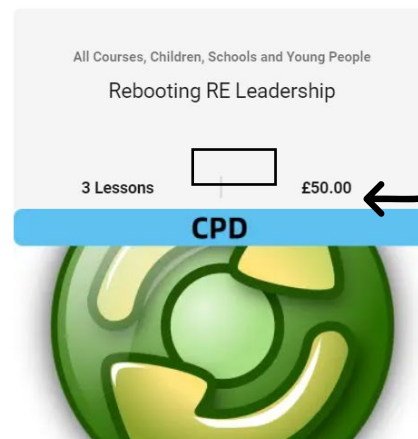 All Courses, Children, Schools and Young People
Rebooting RE Leadership
3 Lessons £50.00
CPD